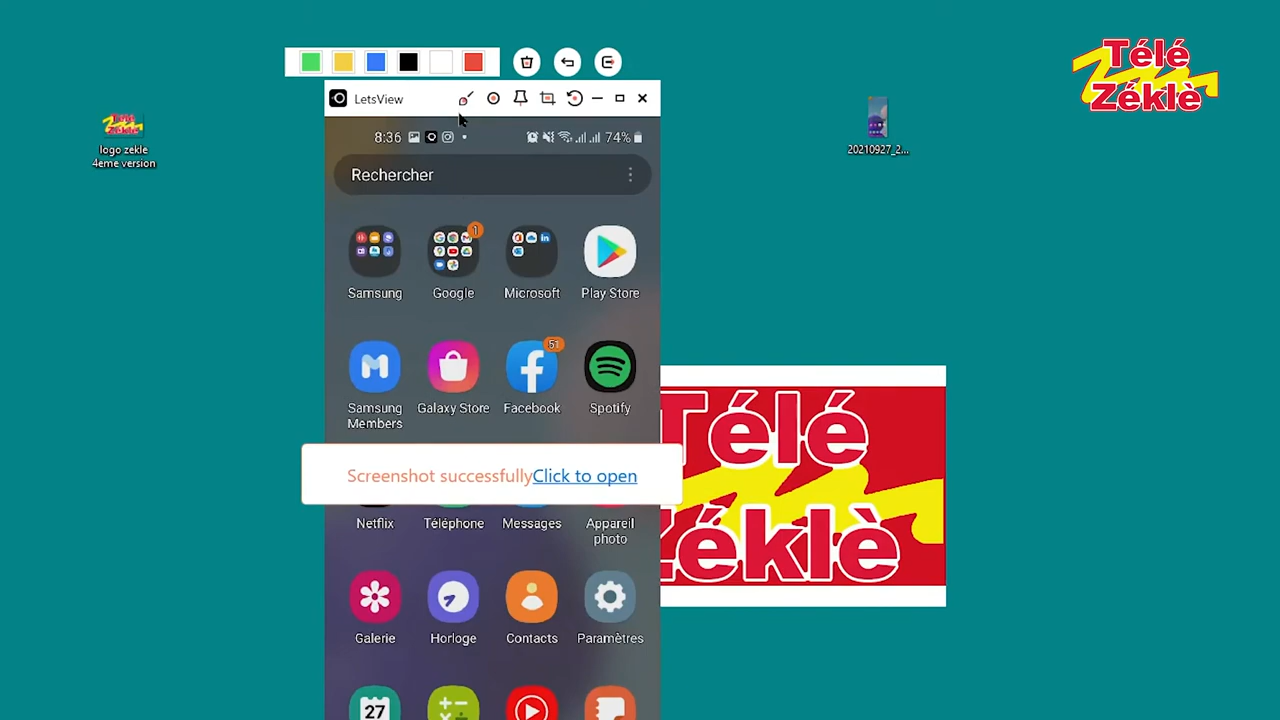 Télé
Zéklè
LetsView
logo zekle
4eme version
20210927_2...
8:36
74%
Rechercher
1
Samsung
Google
Microsoft
Play Store
51
Samsung
Members
Galaxy Store
Facebook
Spotify
Télé
Zéklè
Screenshot successfullyClick to open
Netflix
Téléphone
Messages
Appareil
photo
Galerie
Horloge
Contacts
Paramètres
27